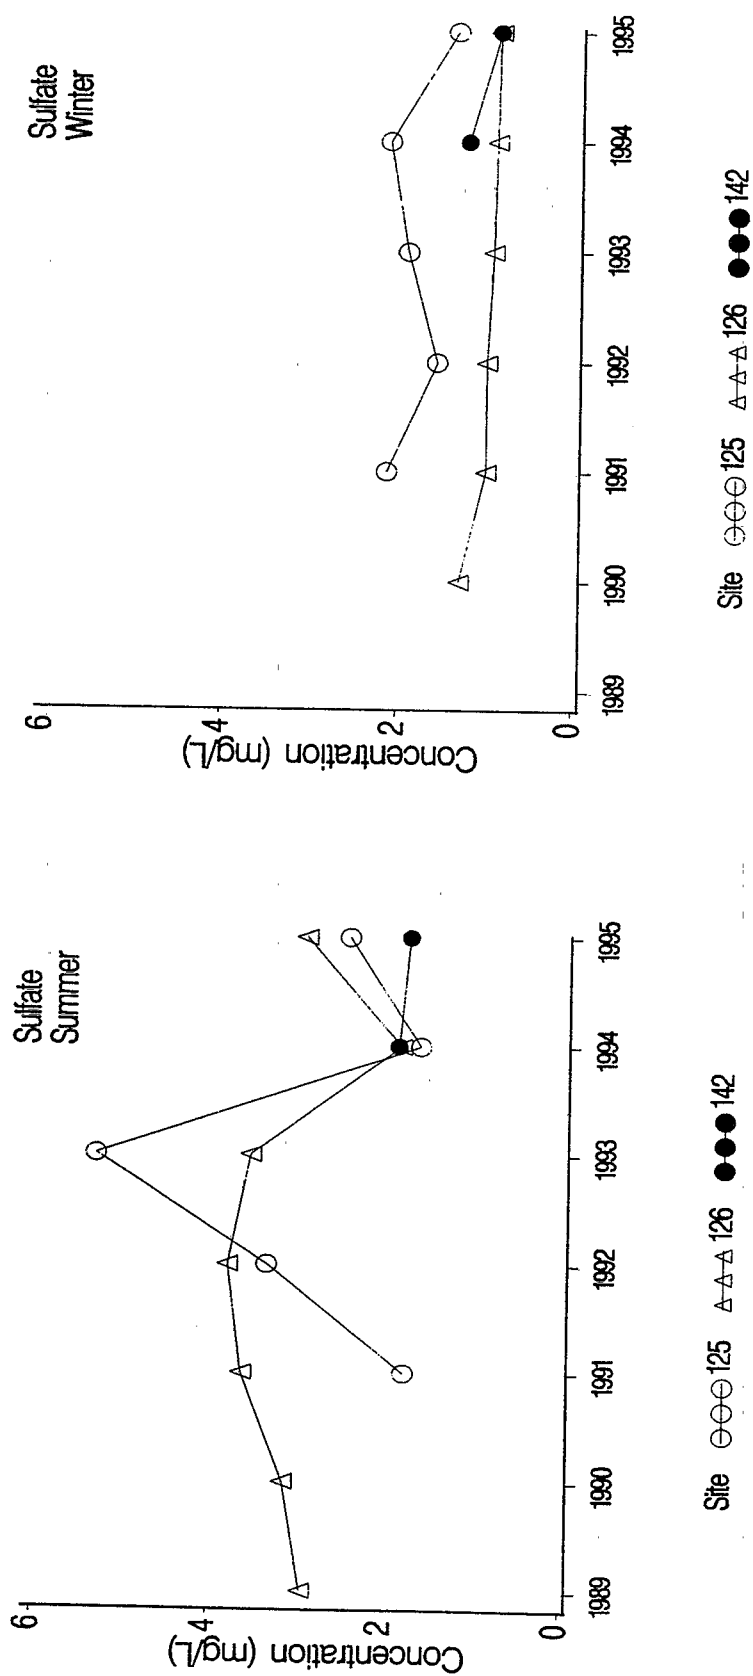 Sulfate
Summer
Concentration (mg/L)
6
4
2
0
1989 1990 1991 1992 1993 1994 1995
Site 125 126 142
Sulfate
Winter
Concentration (mg/L)
6
4
2
0
1989 1990 1991 1992 1993 1994 1995
Site 125 126 142